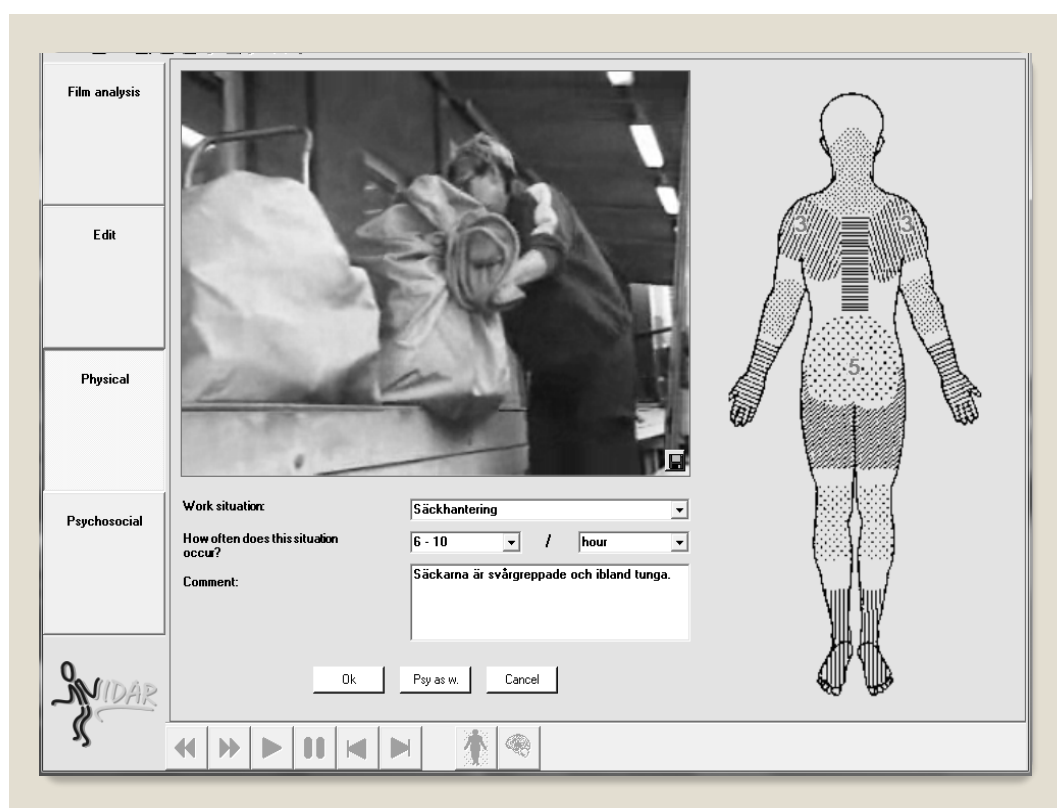 Film analysis
Edit
Physical
Psychosocial
VIDAR
3 3
5
Work situation: Säckhantering
How often does this situation 6 - 10 / hour
occur?
Comment: Säckarna är svårgreppade och ibland tunga.
Ok Psy as w. Cancel